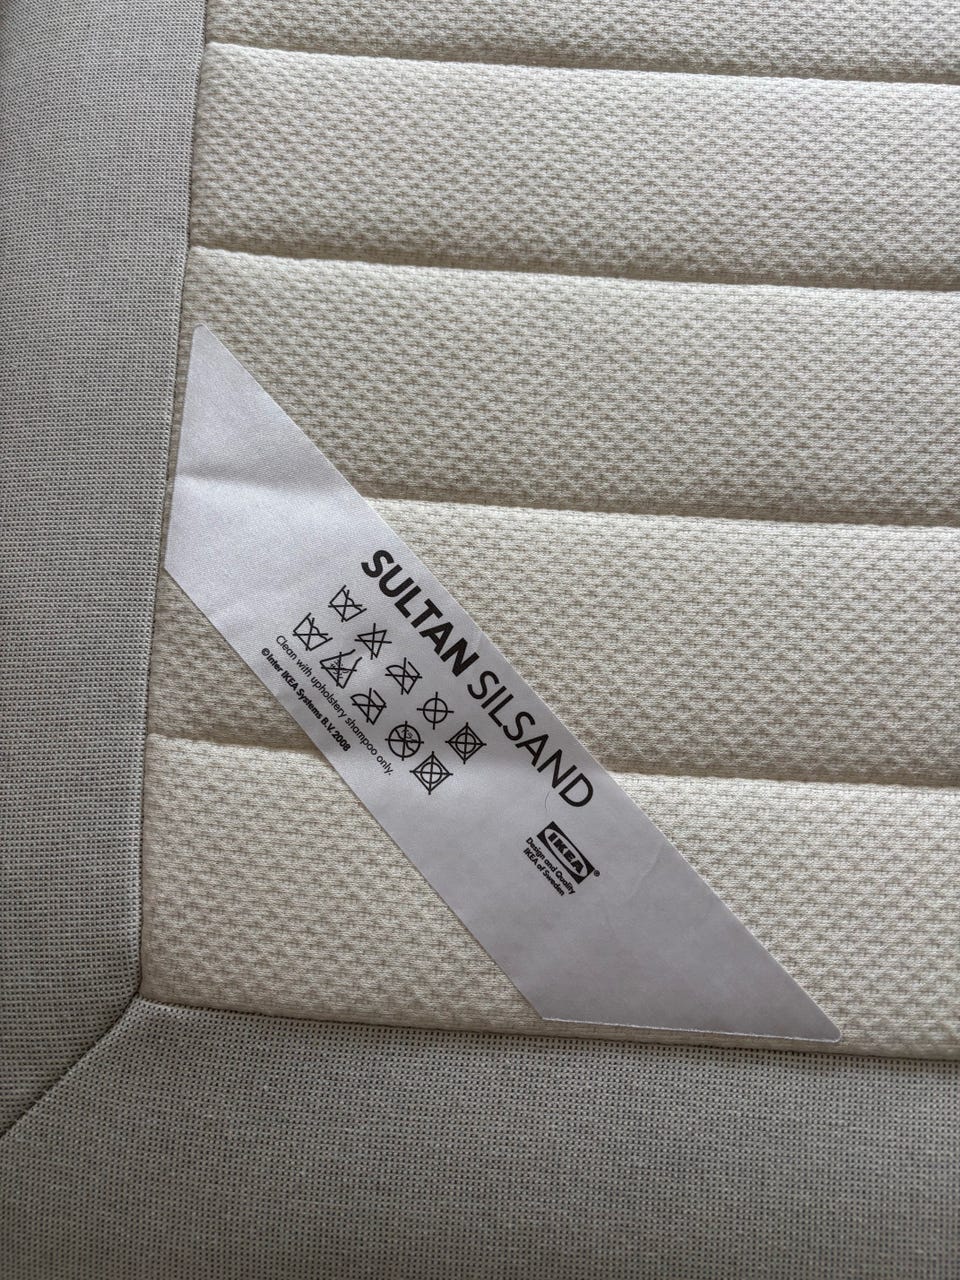 SULTAN SILSAND
Clean with upholstery shampoo only.
©Inter IKEA Systems B.V. 2008
IKEA®
Design and Quality
IKEA of Sweden